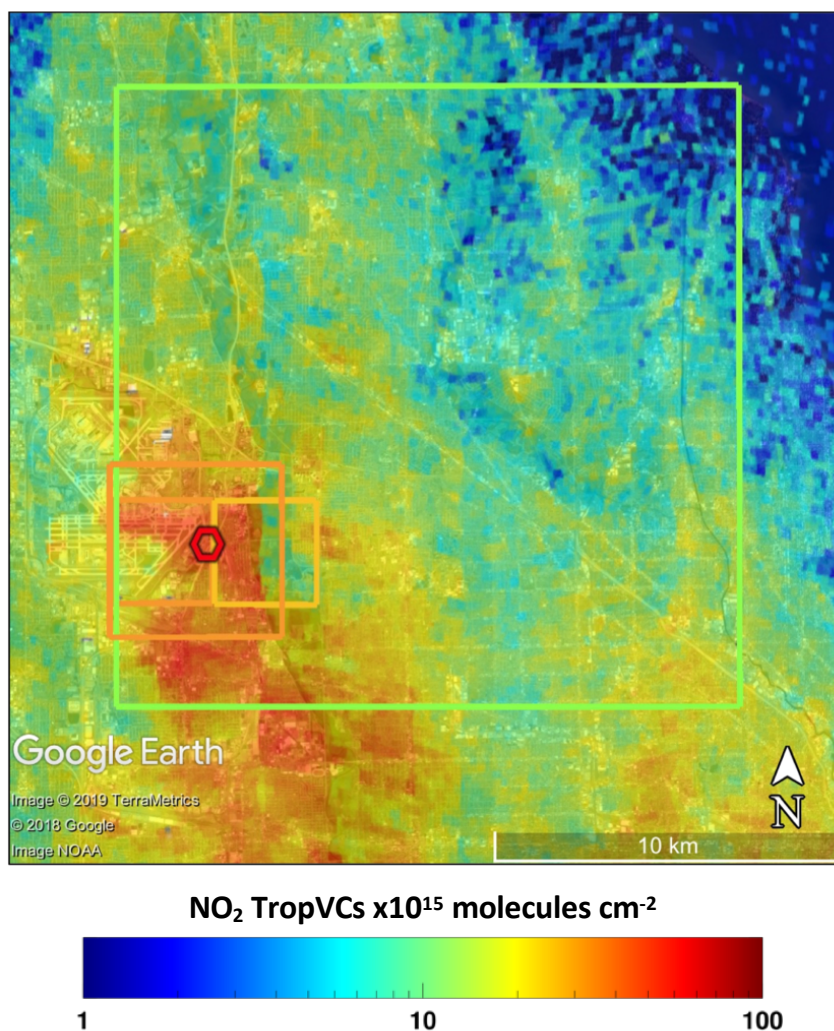 Google Earth
Image © 2019 TerraMetrics
© 2018 Google
Image NOAA
N
10 km
NO₂ TropVCs x10¹⁵ molecules cm⁻²
1 10 100